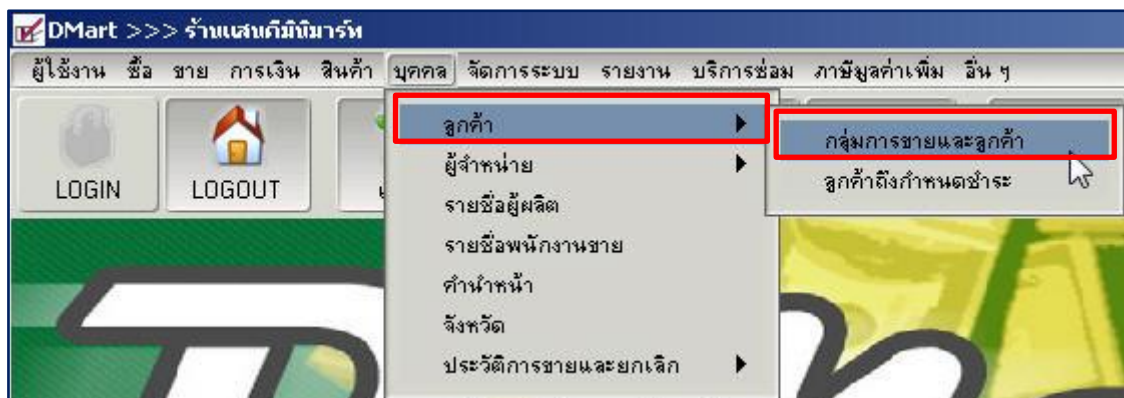 DMart >>> ร้านแสนดีมินิมาร์ท
ผู้ใช้งาน ซื้อ ขาย การเงิน สินค้า บุคคล จัดการระบบ รายงาน บริการซ่อม ภาษีมูลค่าเพิ่ม อื่น ๆ
LOGIN LOGOUT
ลูกค้า
กลุ่มการขายและลูกค้า
ลูกค้าถึงกำหนดชำระ
ผู้จำหน่าย
รายชื่อผู้ผลิต
รายชื่อพนักงานขาย
คำนำหน้า
จังหวัด
ประวัติการขายและยกเลิก